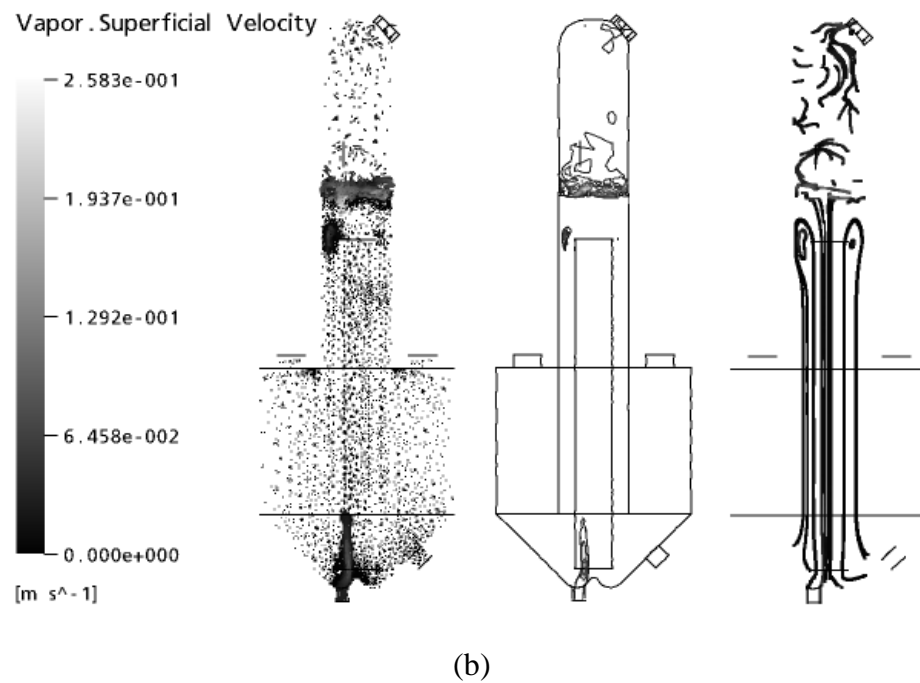 Vapor.Superficial Velocity
2.583e-001
1.937e-001
1.292e-001
6.458e-002
0.000e+000
[m s^-1]
(b)